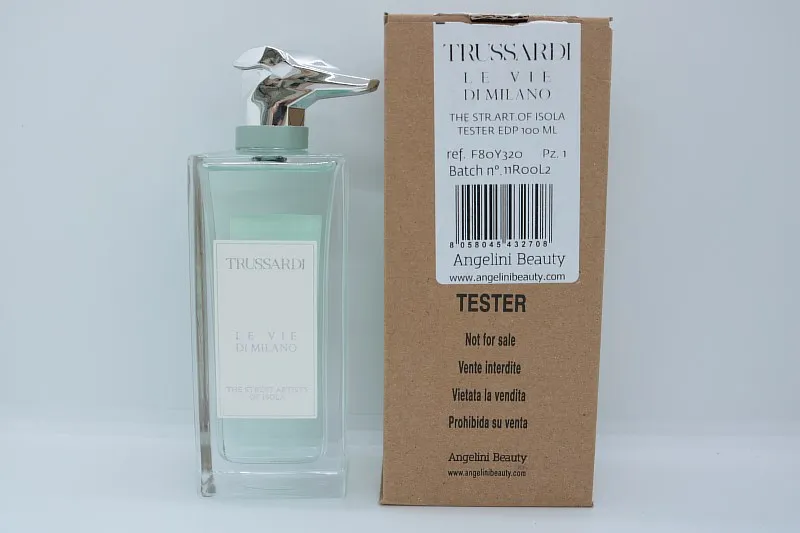 TRUSSARDI
LE VIE
DI MILANO
THE STREET ARTISTS
OF ISOLA
TRUSSARDI
LE VIE
DI MILANO
THE STR.ART.OF ISOLA
TESTER EDP 100 ML
ref. F80Y320 Pz. 1
Batch n°.11R00L2
8 058045 432708
Angelini Beauty
www.angelinibeauty.com
TESTER
Not for sale
Vente interdite
Vietata la vendita
Prohibida su venta
Angelini Beauty
www.angelinibeauty.com